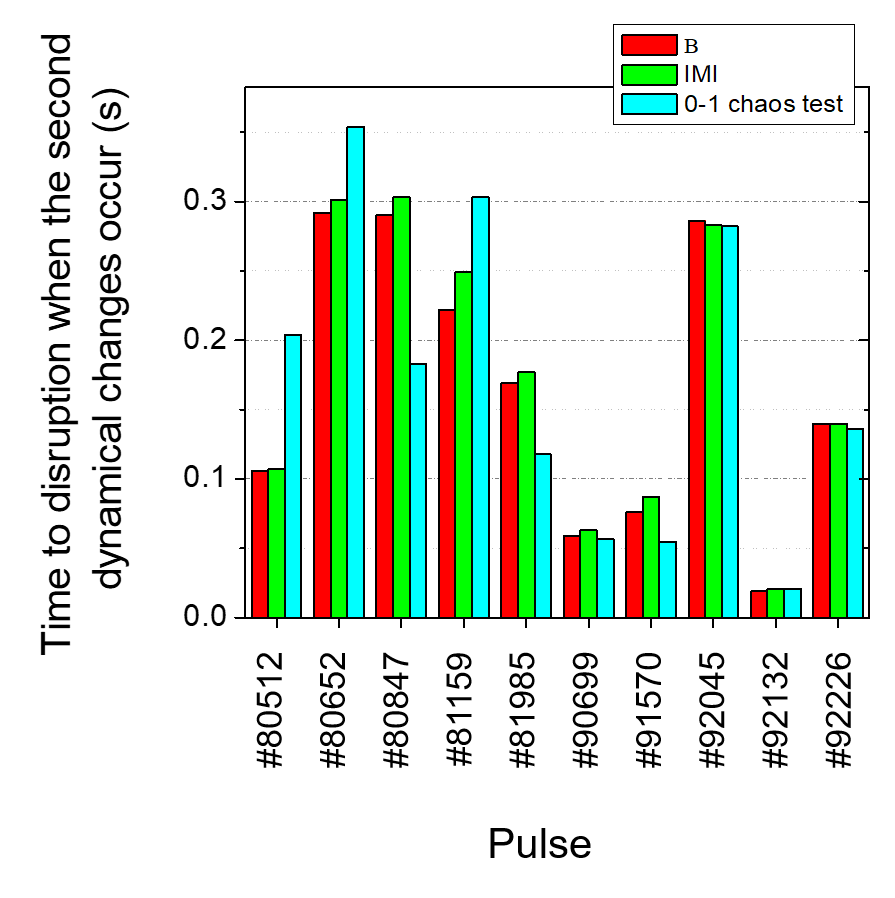 B
IMI
0-1 chaos test
Time to disruption when the second
dynamical changes occur (s)
0.3
0.2
0.1
0.0
#80512
#80652
#80847
#81159
#81985
#90699
#91570
#92045
#92132
#92226
Pulse